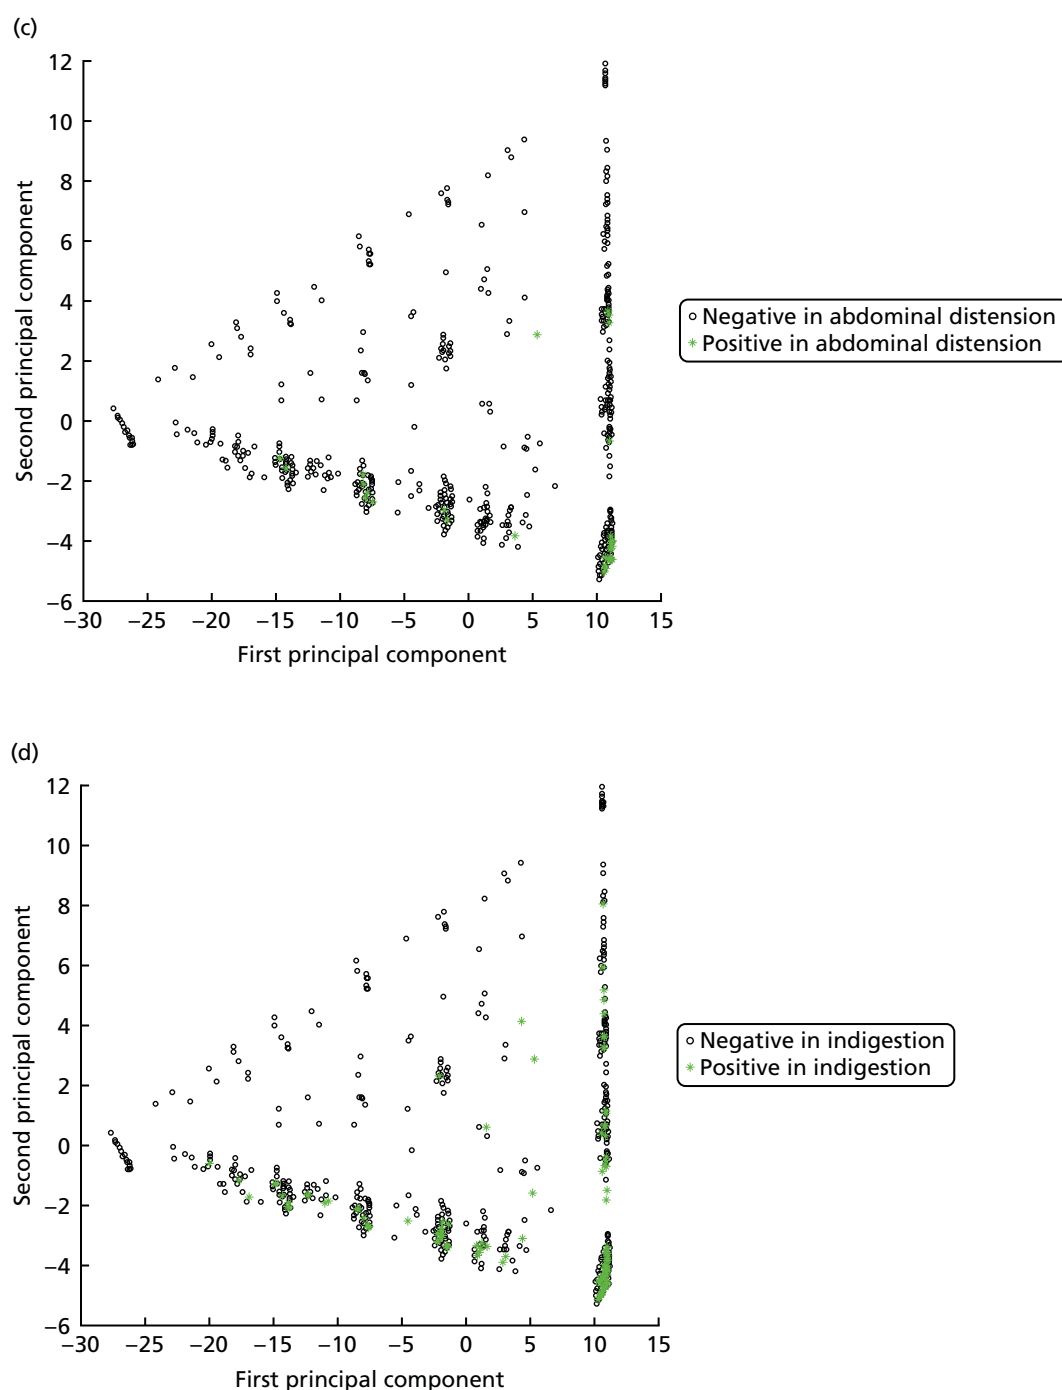 (c)
12
10
8
6
4
2
0
−2
−4
−6
Second principal component
−30 −25 −20 −15 −10 −5 0 5 10 15
First principal component
Negative in abdominal distension
Positive in abdominal distension
(d)
12
10
8
6
4
2
0
−2
−4
−6
Second principal component
−30 −25 −20 −15 −10 −5 0 5 10 15
First principal component
Negative in indigestion
Positive in indigestion